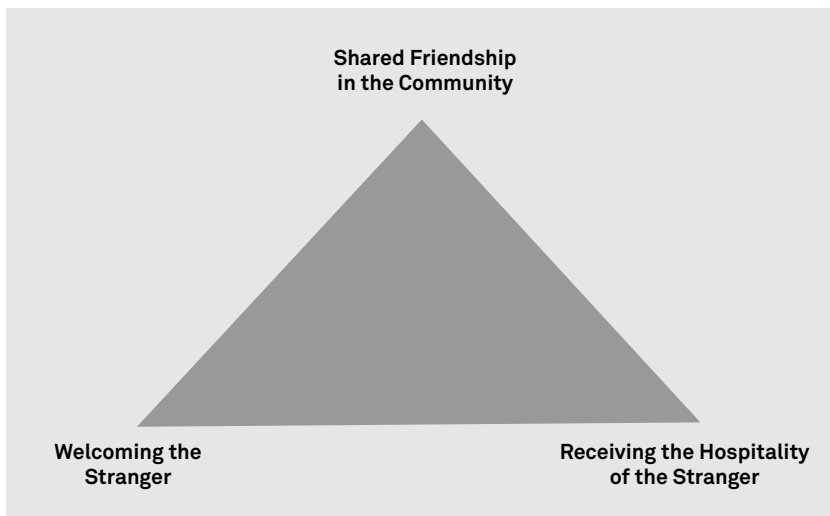 Shared Friendship
in the Community
Welcoming the
Stranger
Receiving the Hospitality
of the Stranger